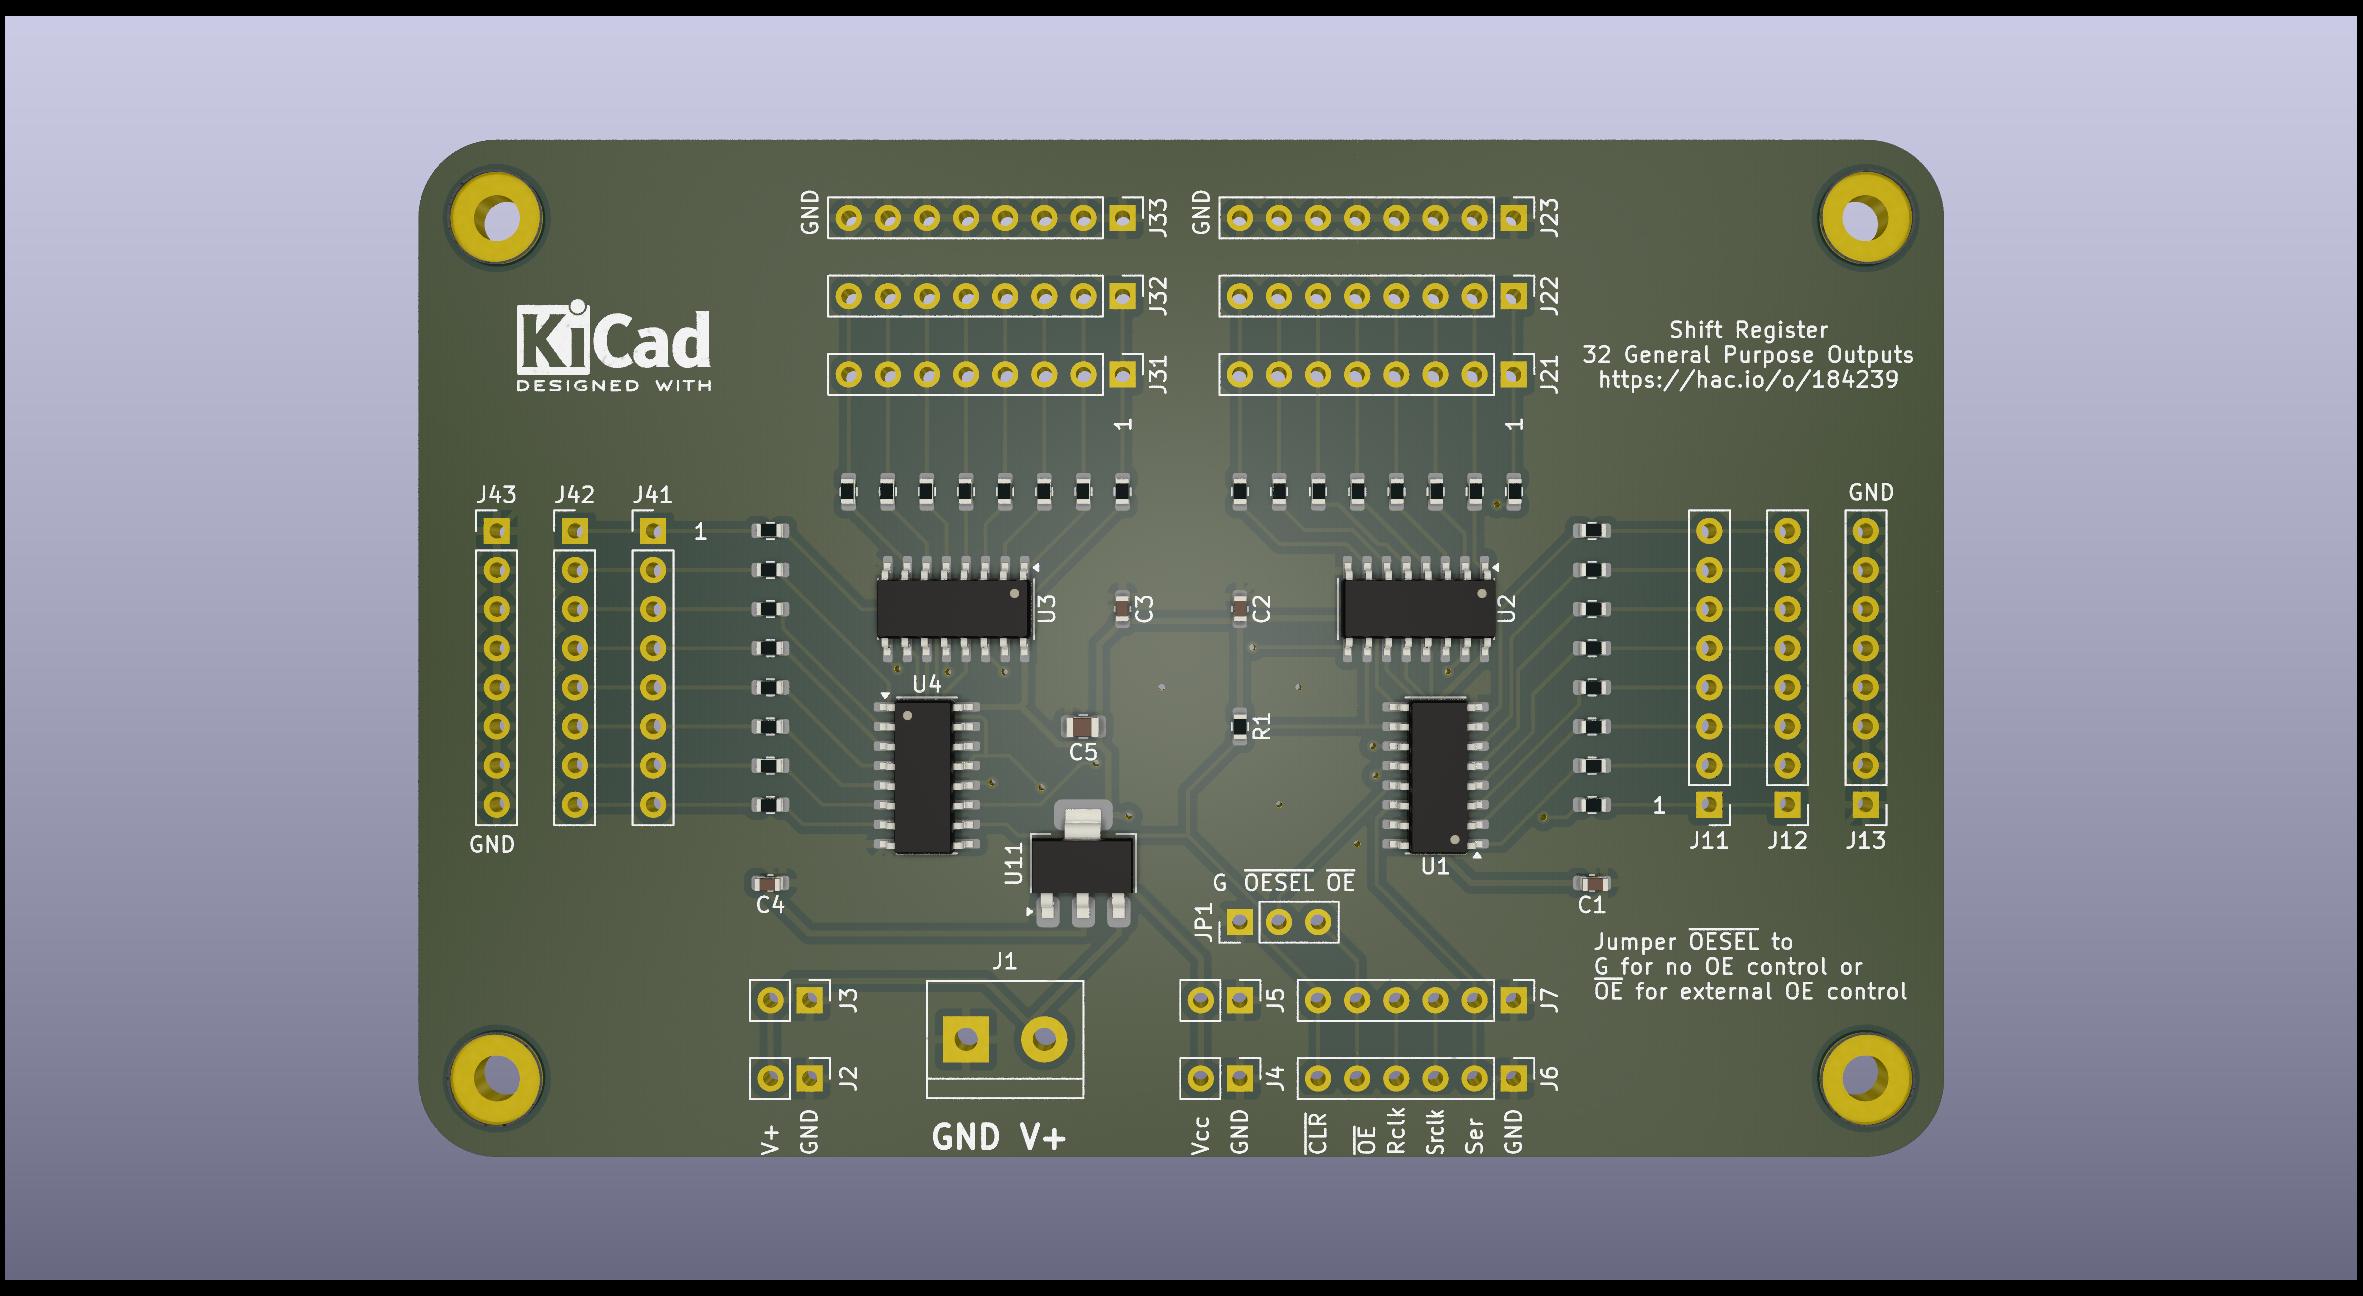 GND
J33
GND
J23
J32
J22
KiCad
DESIGNED WITH
Shift Register
32 General Purpose Outputs
https://hac.io/o/184239
J31
J21
1
1
J43
J42
J41
1
GND
U3
C3
C2
U2
U4
C5
R1
GND
U11
U1
1
J11
J12
J13
C4
C1
G OESEL OE
JP1
Jumper OESEL to
G for no OE control or
OE for external OE control
J1
J3
J5
J7
J2
J4
J6
V+
GND
GND V+
Vcc
GND
CLR
OE
Rclk
Srclk
Ser
GND